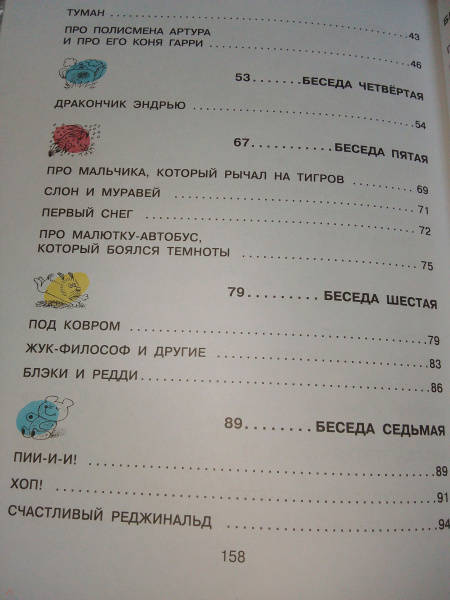 ТУМАН ........ 43
ПРО ПОЛИСМЕНА АРТУРА
И ПРО ЕГО КОНЯ ГАРРИ ........ 46
53........ БЕСЕДА ЧЕТВЁРТАЯ
ДРАКОНЧИК ЭНДРЬЮ ........ 54
67........ БЕСЕДА ПЯТАЯ
ПРО МАЛЬЧИКА, КОТОРЫЙ РЫЧАЛ НА ТИГРОВ ........ 69
СЛОН И МУРАВЕЙ ........ 71
ПЕРВЫЙ СНЕГ ........ 72
ПРО МАЛЮТКУ-АВТОБУС,
КОТОРЫЙ БОЯЛСЯ ТЕМНОТЫ ........ 75
79........ БЕСЕДА ШЕСТАЯ
ПОД КОВРОМ ........ 79
ЖУК-ФИЛОСОФ И ДРУГИЕ ........ 83
БЛЭКИ И РЕДДИ ........ 86
89........ БЕСЕДА СЕДЬМАЯ
ПИИ-И-И! ........ 89
ХОП! ........ 91
СЧАСТЛИВЫЙ РЕДЖИНАЛЬД ........ 94
158